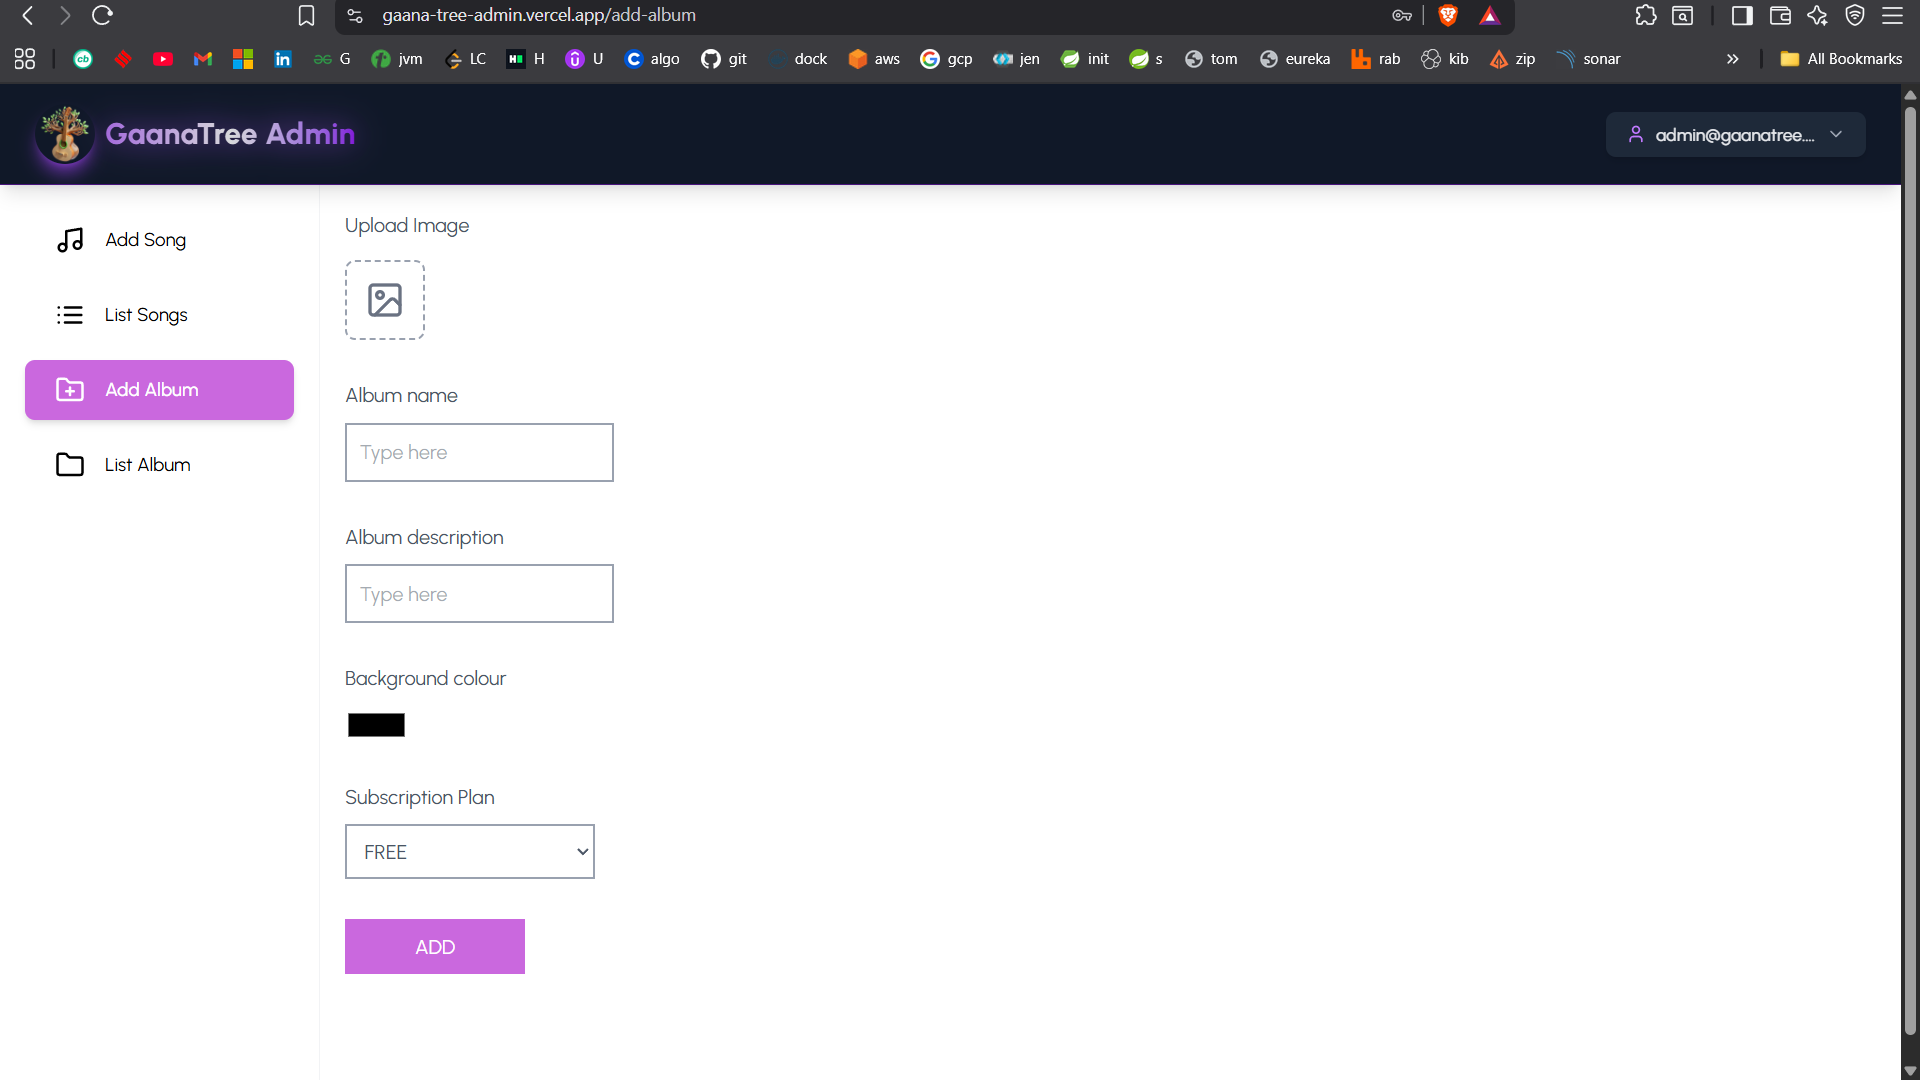 gaana-tree-admin.vercel.app/add-album
cb G jvm LC H U algo git dock aws gcp jen init s tom eureka rab kib zip sonar » All Bookmarks
GaanaTree Admin
admin@gaanatree....
Add Song
List Songs
Add Album
List Album
Upload Image
Album name
Type here
Album description
Type here
Background colour
Subscription Plan
FREE
ADD